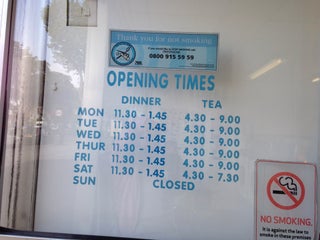 Thank you for not smoking
0800 915 59 59
OPENING TIMES
DINNER TEA
MON 11.30 - 1.45 4.30 - 9.00
TUE 11.30 - 1.45 4.30 - 9.00
WED 11.30 - 1.45 4.30 - 9.00
THUR 11.30 - 1.45 4.30 - 9.00
FRI 11.30 - 1.45 4.30 - 9.00
SAT 11.30 - 1.45 4.30 - 7.30
SUN CLOSED
NO SMOKING.
It is against the law to
smoke in these premises